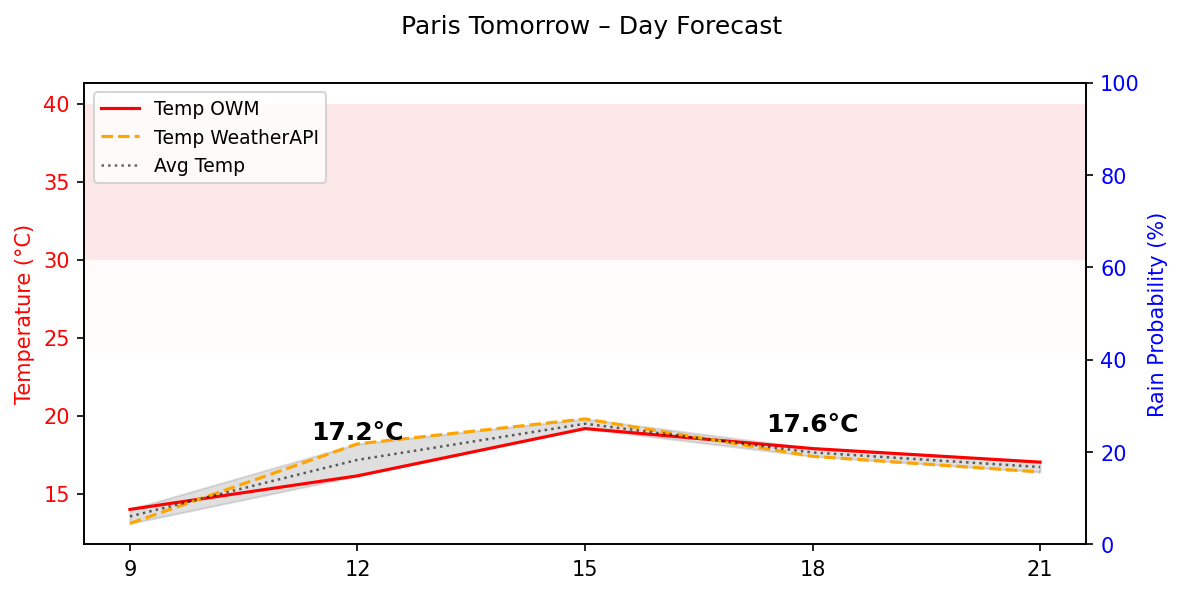 Paris Tomorrow – Day Forecast
Temp OWM
Temp WeatherAPI
Avg Temp
Temperature (°C)
40
35
30
25
20
15
17.2°C
17.6°C
100
80
60
40
20
0
Rain Probability (%)
9
12
15
18
21